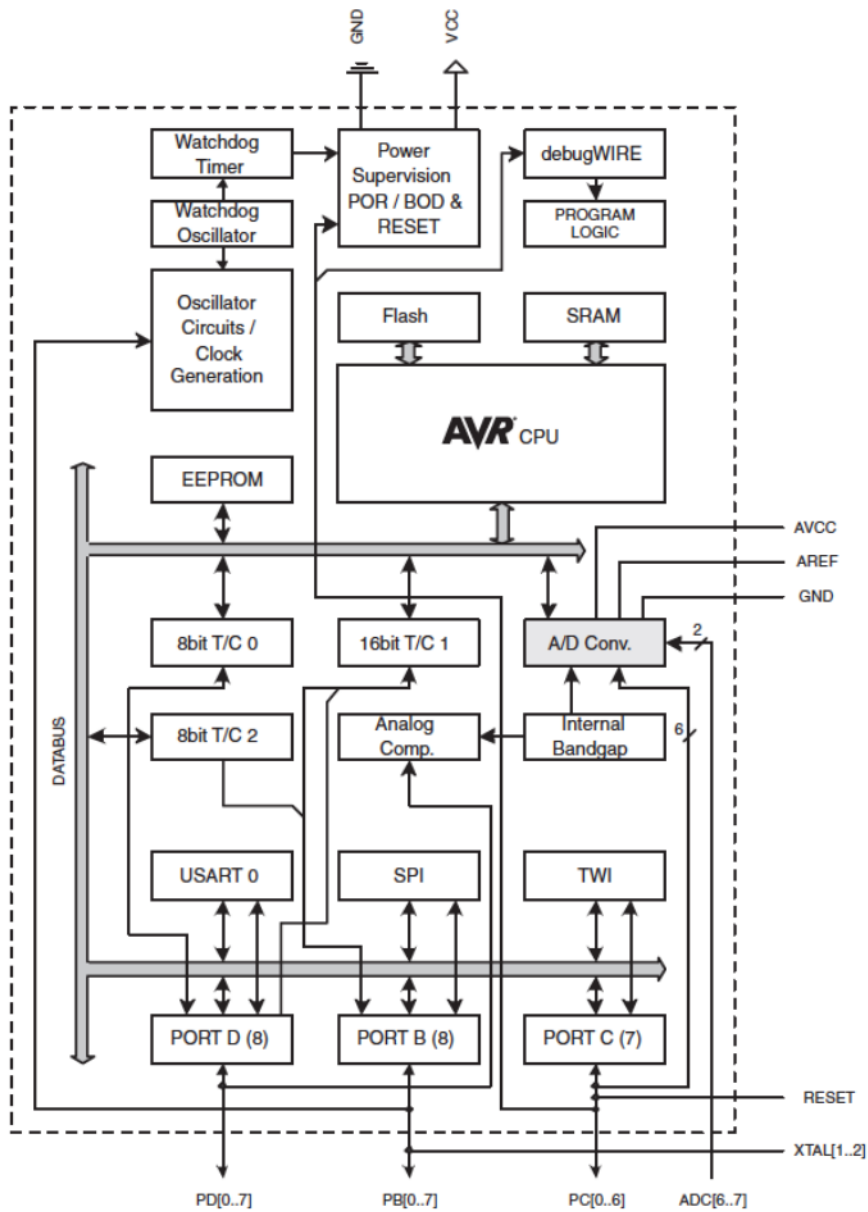 GND
VCC
Watchdog
Timer
Power
Supervision
POR / BOD &
RESET
debugWIRE
Watchdog
Oscillator
PROGRAM
LOGIC
Oscillator
Circuits /
Clock
Generation
Flash
SRAM
AVR CPU
EEPROM
AVCC
AREF
GND
8bit T/C 0
16bit T/C 1
A/D Conv.
2
DATABUS
8bit T/C 2
Analog
Comp.
Internal
Bandgap
6
USART 0
SPI
TWI
PORT D (8)
PORT B (8)
PORT C (7)
RESET
XTAL[1..2]
PD[0..7]
PB[0..7]
PC[0..6]
ADC[6..7]